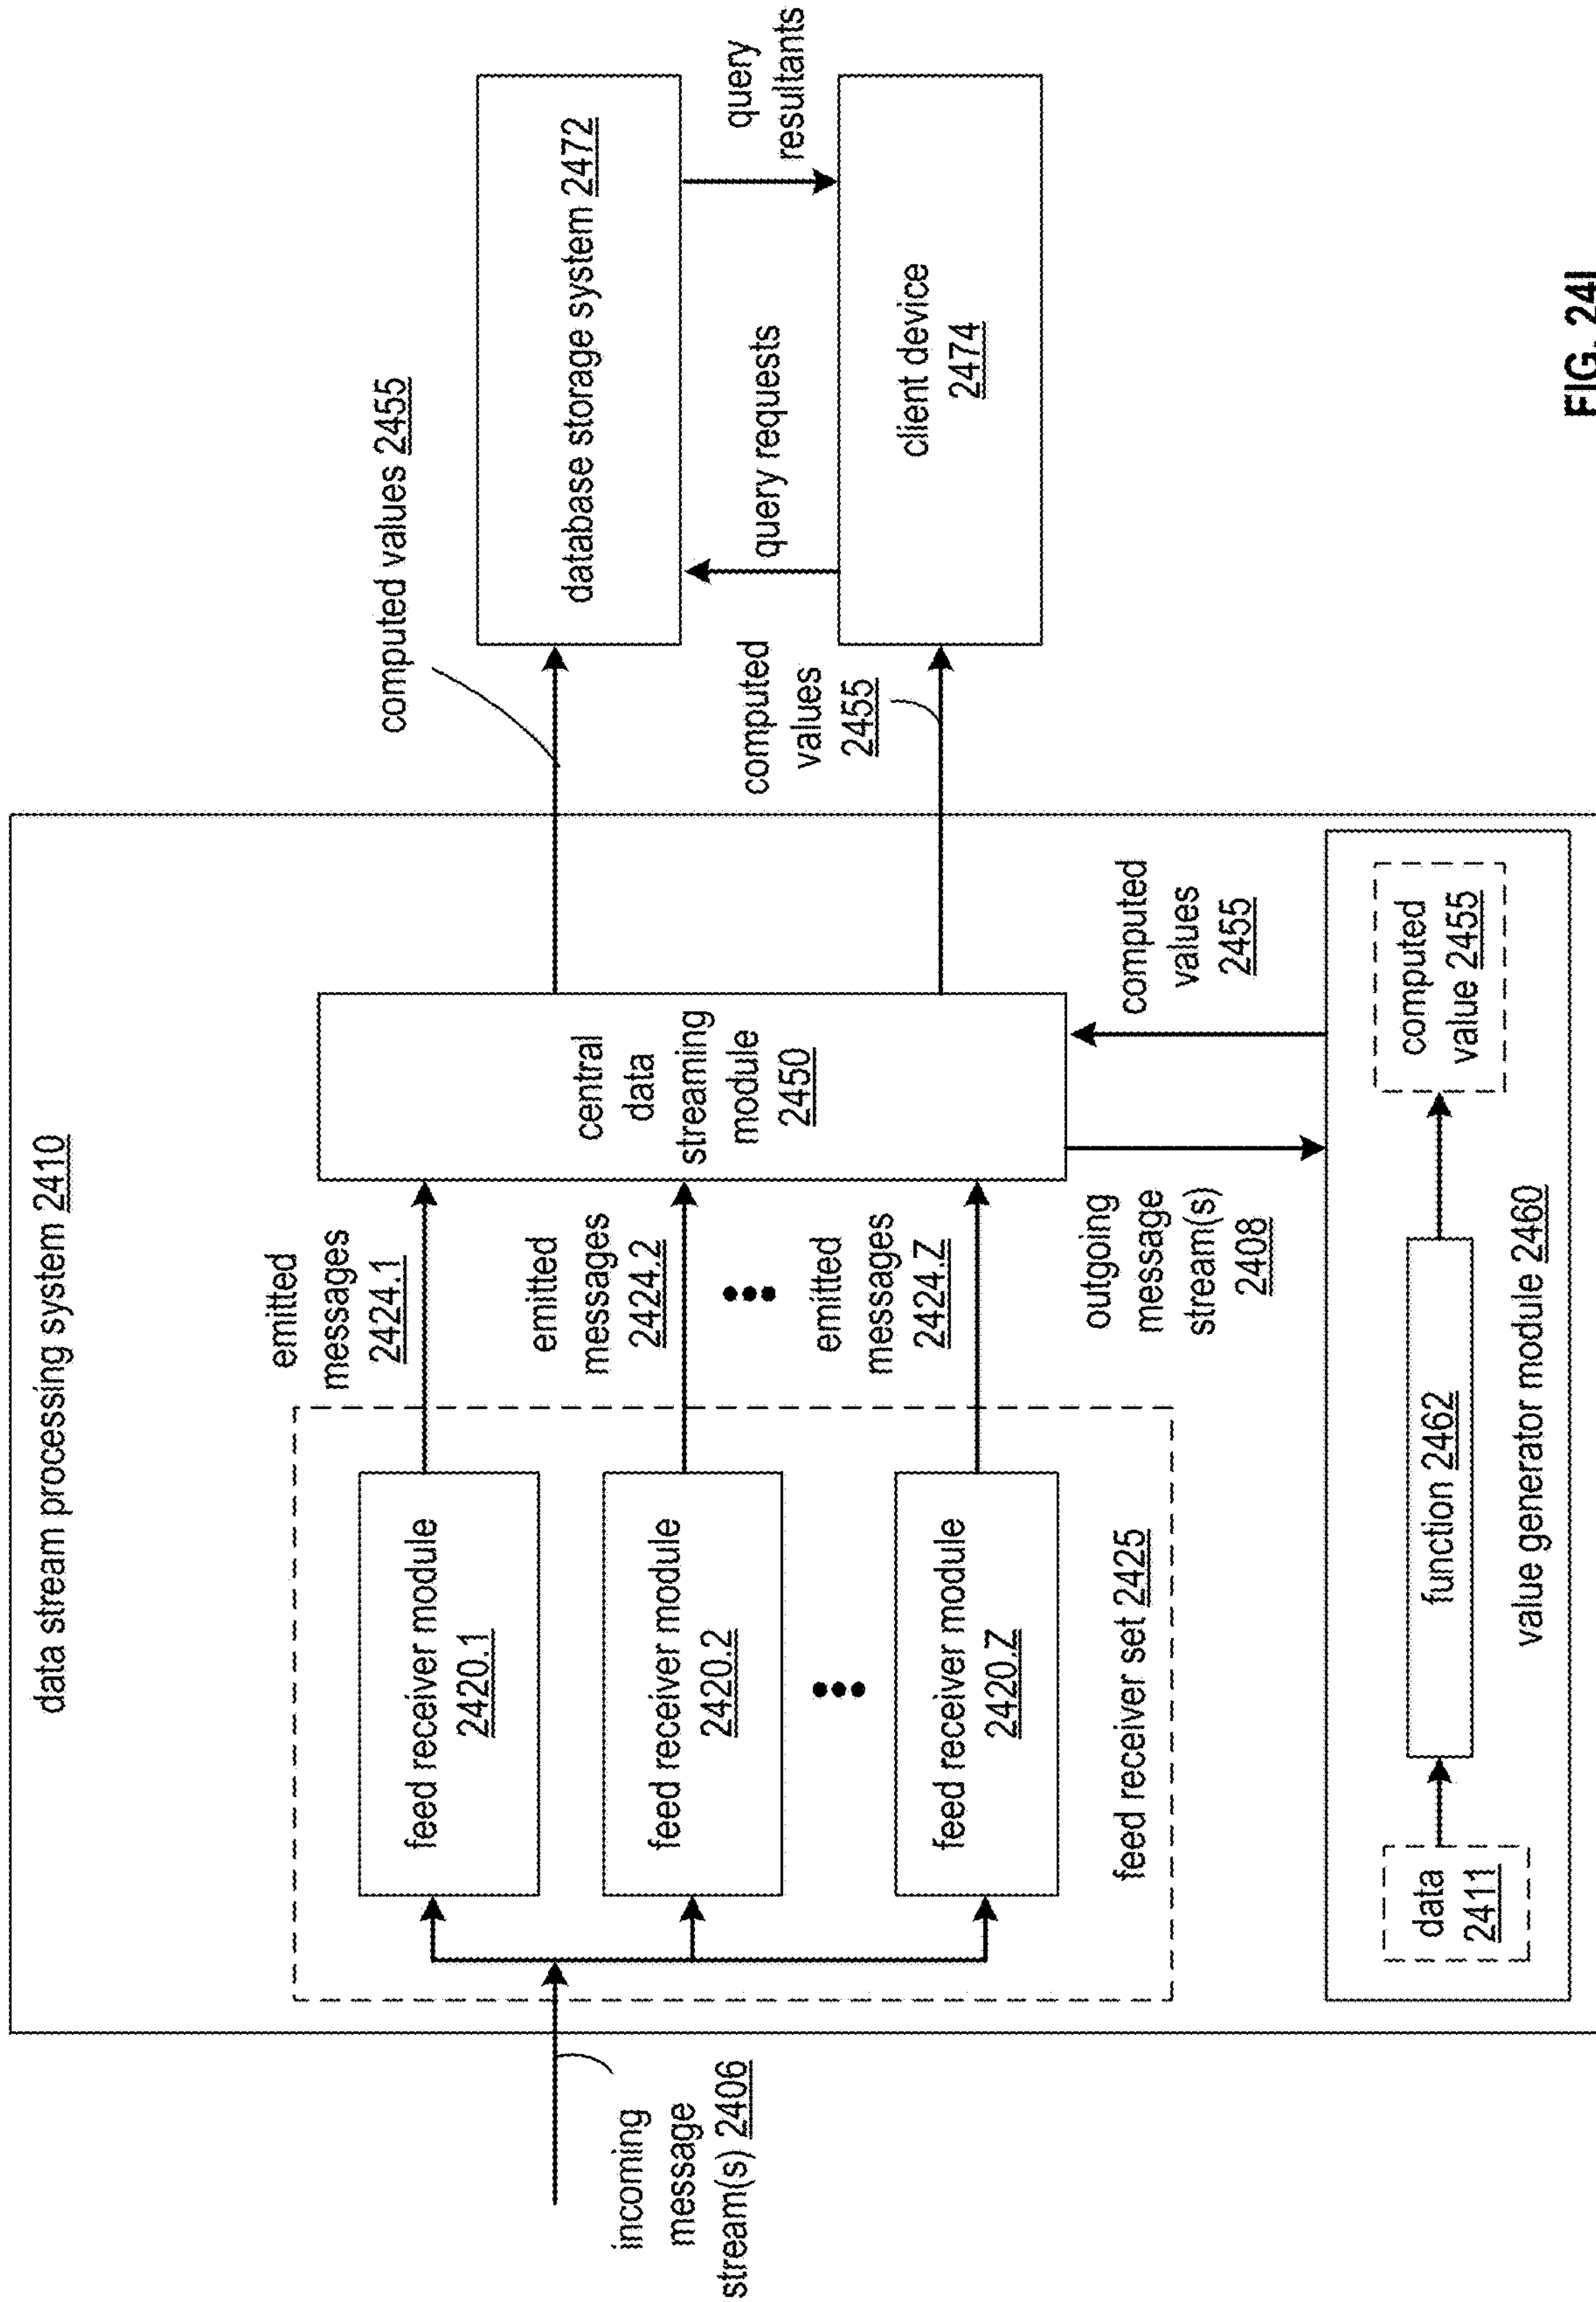 data stream processing system 2410
incoming
message
stream(s) 2406
feed receiver module
2420.1
feed receiver module
2420.2
feed receiver module
2420.Z
feed receiver set 2425
emitted
messages
2424.1
emitted
messages
2424.2
emitted
messages
2424.Z
central
data
streaming
module
2450
outgoing
message
stream(s)
2408
computed
values
2455
data
2411
function 2462
computed
value 2455
value generator module 2460
computed values 2455
computed
values
2455
database storage system 2472
query requests
query
resultants
client device
2474
FIG. 24I